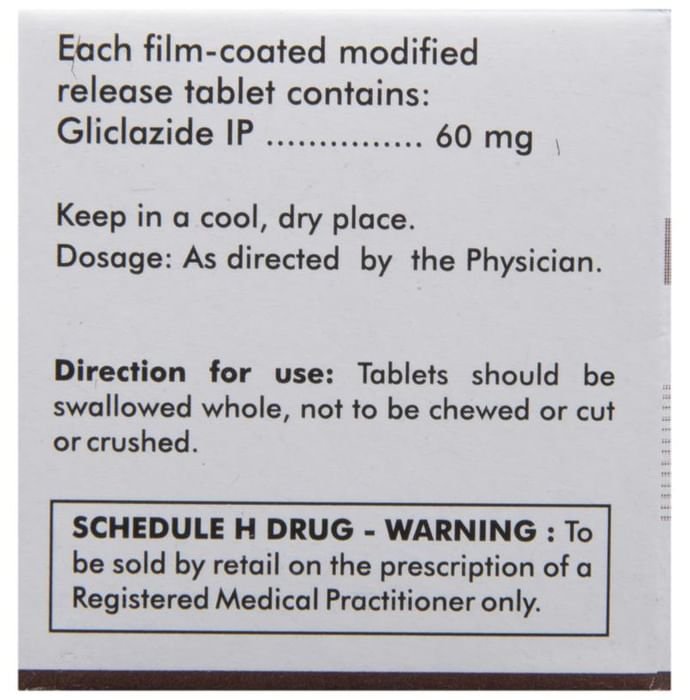 Each film-coated modified
release tablet contains:
Gliclazide IP ............... 60 mg
Keep in a cool, dry place.
Dosage: As directed by the Physician.
Direction for use: Tablets should be
swallowed whole, not to be chewed or cut
or crushed.
SCHEDULE H DRUG - WARNING : To
be sold by retail on the prescription of a
Registered Medical Practitioner only.